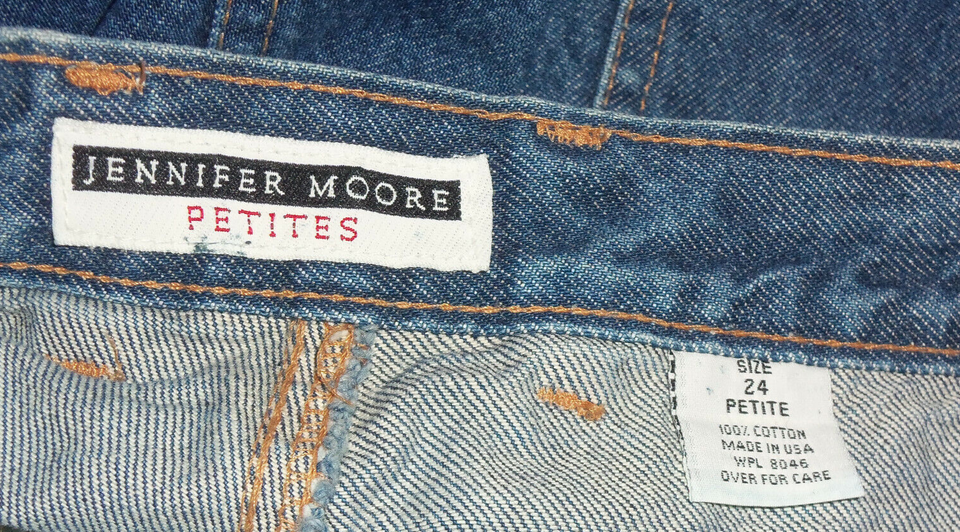 JENNIFER MOORE
PETITES
SIZE
24
PETITE
100% COTTON
MADE IN USA
WPL 8046
OVER FOR CARE